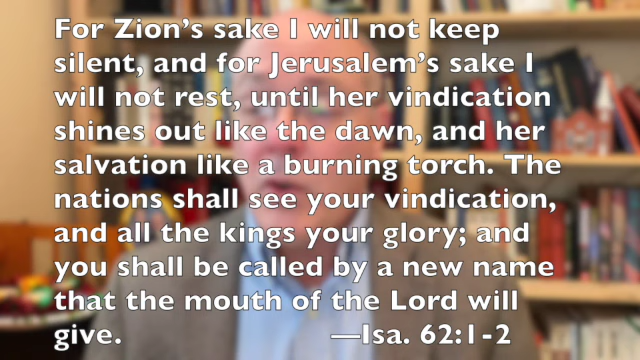 For Zion’s sake I will not keep
silent, and for Jerusalem’s sake I
will not rest, until her vindication
shines out like the dawn, and her
salvation like a burning torch. The
nations shall see your vindication,
and all the kings your glory; and
you shall be called by a new name
that the mouth of the Lord will
give. —Isa. 62:1-2